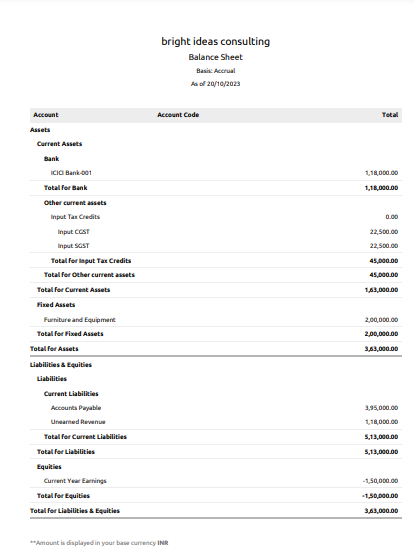 bright ideas consulting
Balance Sheet
Basis: Accrual
As of 20/10/2023
Account Account Code Total
Assets
Current Assets
Bank
ICICI Bank-001 1,18,000.00
Total for Bank 1,18,000.00
Other current assets
Input Tax Credits 0.00
Input CGST 22,500.00
Input SGST 22,500.00
Total for Input Tax Credits 45,000.00
Total for Other current assets 45,000.00
Total for Current Assets 1,63,000.00
Fixed Assets
Furniture and Equipment 2,00,000.00
Total for Fixed Assets 2,00,000.00
Total for Assets 3,63,000.00
Liabilities & Equities
Liabilities
Current Liabilities
Accounts Payable 3,95,000.00
Unearned Revenue 1,18,000.00
Total for Current Liabilities 5,13,000.00
Total for Liabilities 5,13,000.00
Equities
Current Year Earnings -1,50,000.00
Total for Equities -1,50,000.00
Total for Liabilities & Equities 3,63,000.00
**Amount is displayed in your base currency INR